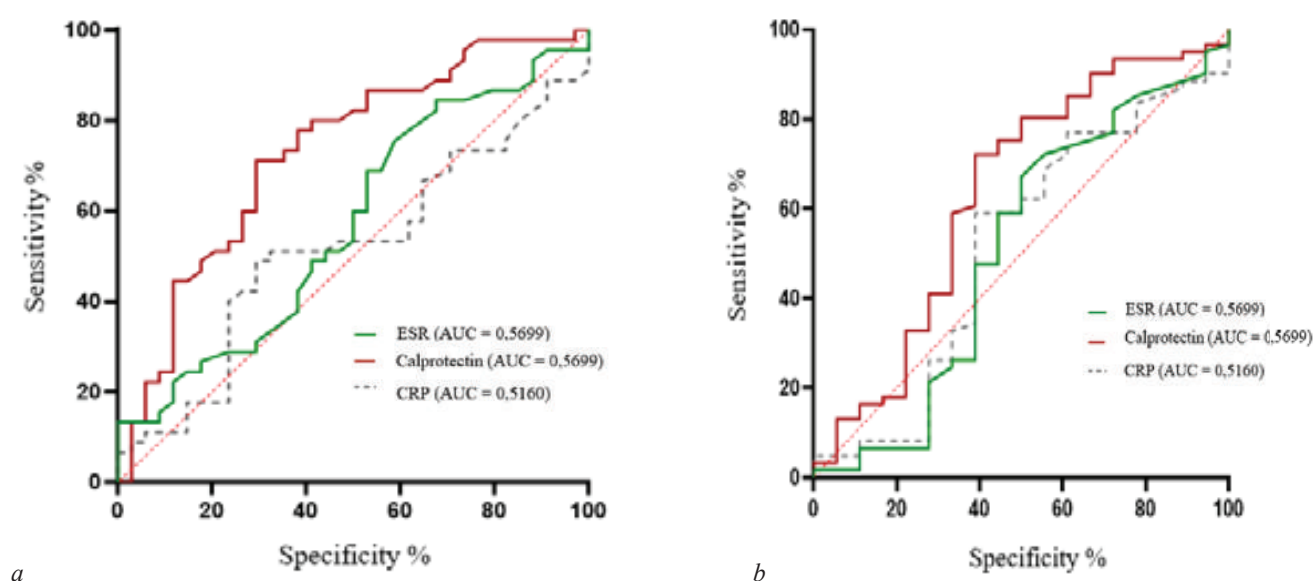 100
80
60
40
20
0
Sensitivity %
ESR (AUC = 0,5699)
Calprotectin (AUC = 0,5699)
CRP (AUC = 0,5160)
0 20 40 60 80 100
Specificity %
a
100
80
60
40
20
0
Sensitivity %
ESR (AUC = 0,5699)
Calprotectin (AUC = 0,5699)
CRP (AUC = 0,5160)
0 20 40 60 80 100
Specificity %
b